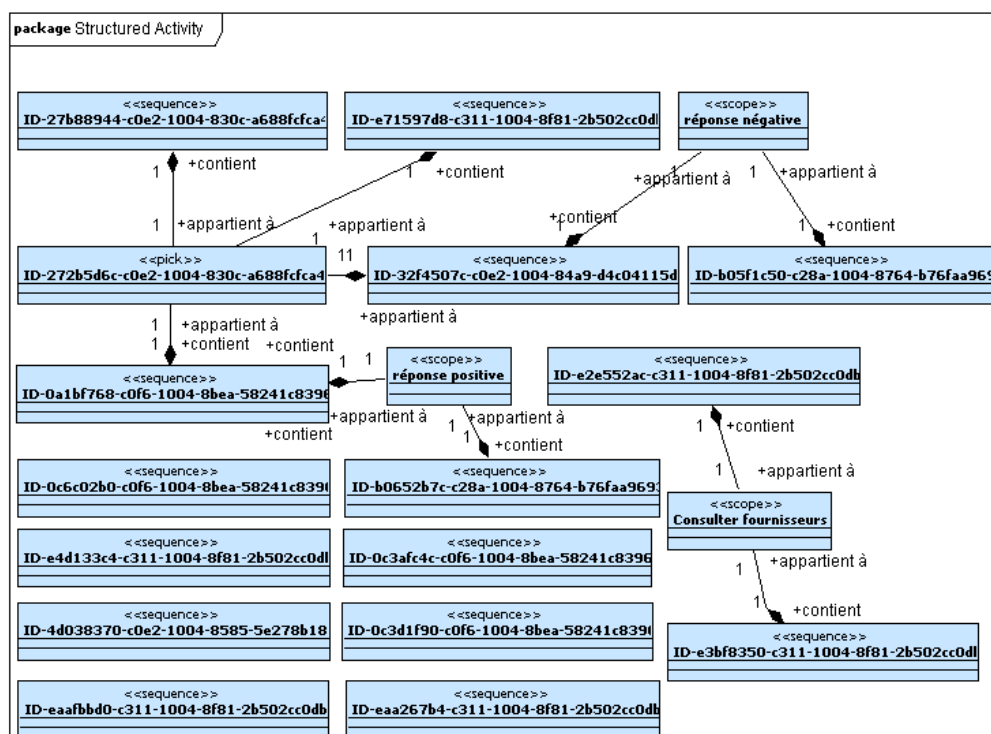 package Structured Activity
<<sequence>>
ID-27b88944-c0e2-1004-830c-a688fcfca4
<<sequence>>
ID-e71597d8-c311-1004-8f81-2b502cc0dl
<<scope>>
réponse négative
1 +contient
1 +contient
1
+appartient à
1
1 +appartient à
+appartient à
1
+contient
1
1 +contient
<<pick>>
ID-272b5d6c-c0e2-1004-830c-a688fcfca4
11
<<sequence>>
ID-32f4507c-c0e2-1004-84a9-d4c04115d
<<sequence>>
ID-b05f1c50-c28a-1004-8764-b76faa969
1 +appartient à
+appartient à
1 +contient
+contient
1 1
<<sequence>>
ID-0a1bf768-c0f6-1004-8bea-58241c8396
<<scope>>
réponse positive
<<sequence>>
ID-e2e552ac-c311-1004-8f81-2b502cc0db
+appartient à
+appartient à
+contient
1 1
+contient
1 +contient
1 +appartient à
<<sequence>>
ID-0c6c02b0-c0f6-1004-8bea-58241c8390
<<sequence>>
ID-b0652b7c-c28a-1004-8764-b76faa9693
<<scope>>
Consulter fournisseurs
<<sequence>>
ID-e4d133c4-c311-1004-8f81-2b502cc0dl
<<sequence>>
ID-0c3afc4c-c0f6-1004-8bea-58241c8396
1 +appartient à
1 +contient
<<sequence>>
ID-4d038370-c0e2-1004-8585-5e278b18
<<sequence>>
ID-0c3d1f90-c0f6-1004-8bea-58241c8390
<<sequence>>
ID-e3bf8350-c311-1004-8f81-2b502cc0dl
<<sequence>>
ID-eaafbbd0-c311-1004-8f81-2b502cc0db
<<sequence>>
ID-eaa267b4-c311-1004-8f81-2b502cc0db